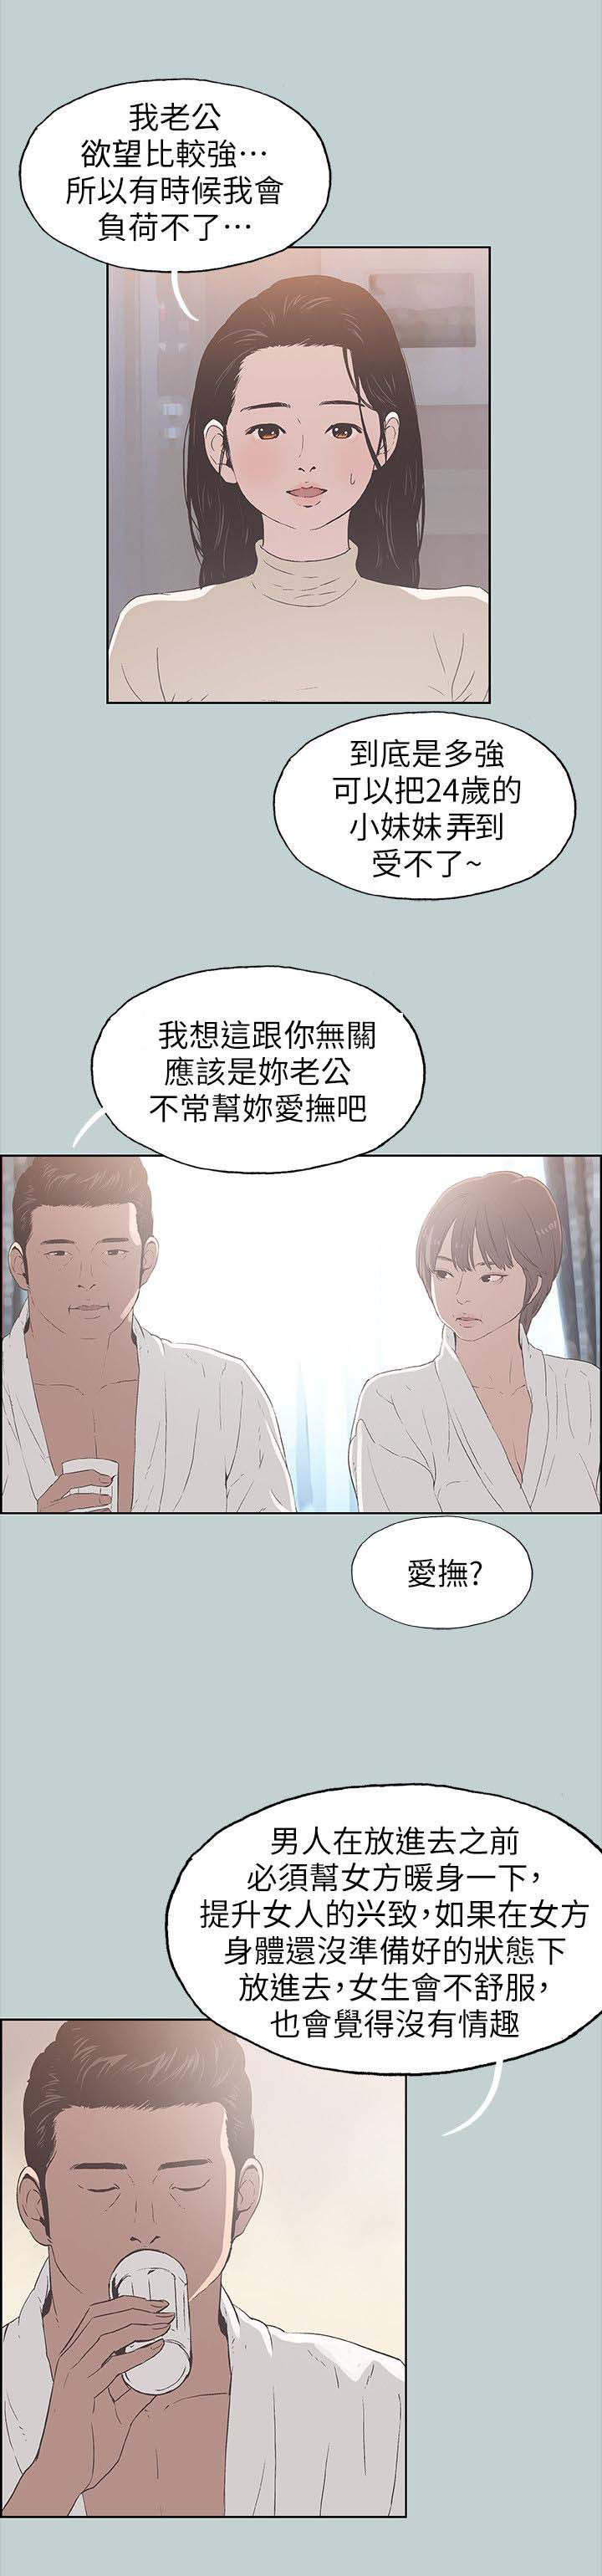 我老公
欲望比較強⋯
所以有時候我會
負荷不了⋯
到底是多強
可以把24歲的
小妹妹弄到
受不了~
我想這跟你無關
應該是妳老公
不常幫妳愛撫吧
愛撫?
男人在放進去之前
必須幫女方暖身一下,
提升女人的兴致,如果在女方
身體還沒準備好的狀態下
放進去,女生會不舒服,
也會覺得沒有情趣